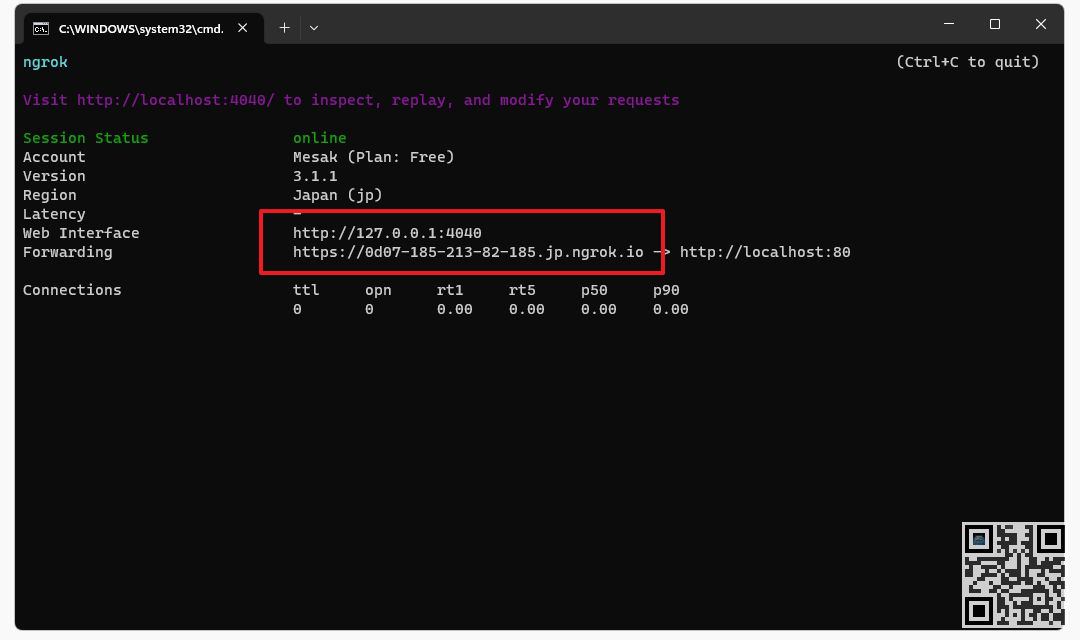 C:\WINDOWS\system32\cmd.
ngrok (Ctrl+C to quit)
Visit http://localhost:4040/ to inspect, replay, and modify your requests
Session Status online
Account Mesak (Plan: Free)
Version 3.1.1
Region Japan (jp)
Latency -
Web Interface http://127.0.0.1:4040
Forwarding https://0d07-185-213-82-185.jp.ngrok.io -> http://localhost:80
Connections ttl opn rt1 rt5 p50 p90
0 0 0.00 0.00 0.00 0.00